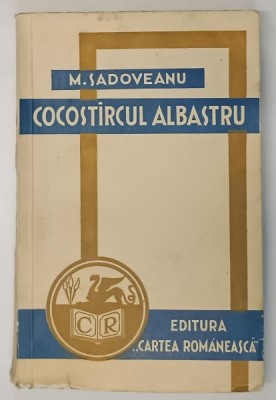 M. SADOVEANU
COCOSTÎRCUL ALBASTRU
CR
EDITURA
„CARTEA ROMÂNEASCĂ"